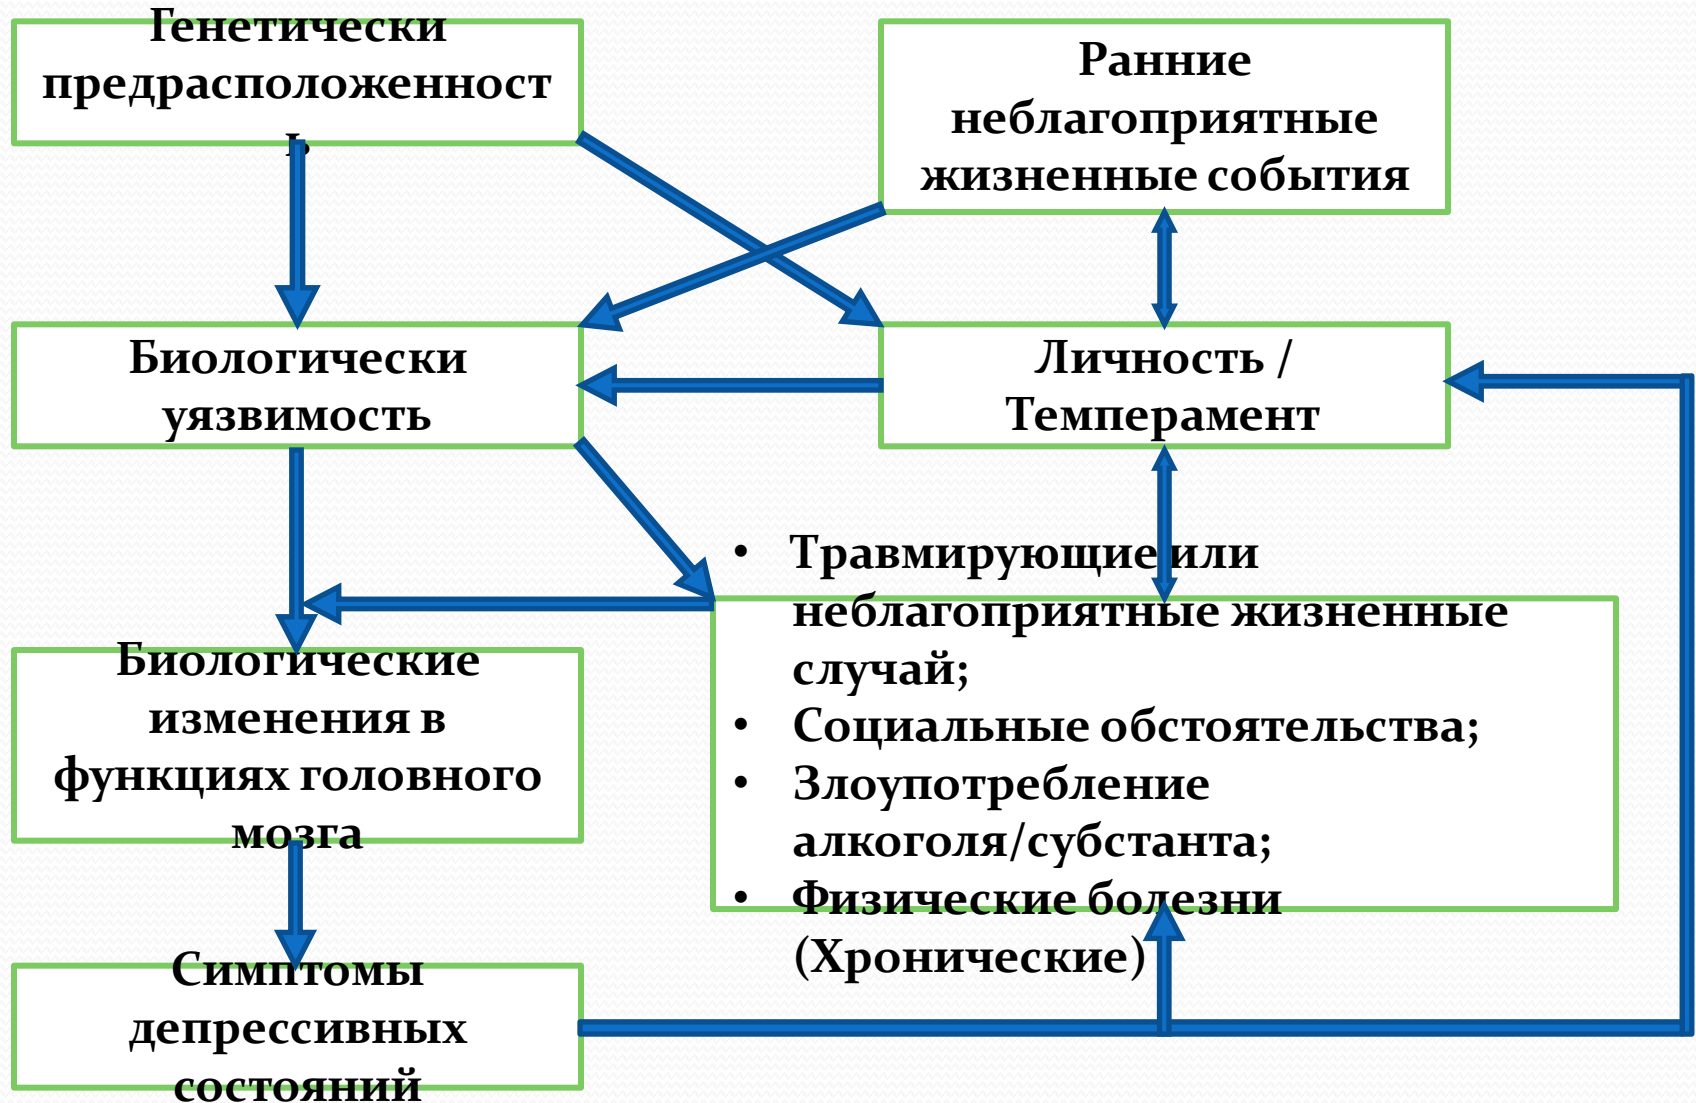 Генетически
предрасположенност
ь
Ранние
неблагоприятные
жизненные события
Биологически
уязвимость
Личность /
Темперамент
• Травмирующие или
неблагоприятные жизненные
случай;
• Социальные обстоятельства;
• Злоупотребление
алкоголя/субстанта;
• Физические болезни
(Хронические)
Биологические
изменения в
функциях головного
мозга
Симптомы
депрессивных
состояний